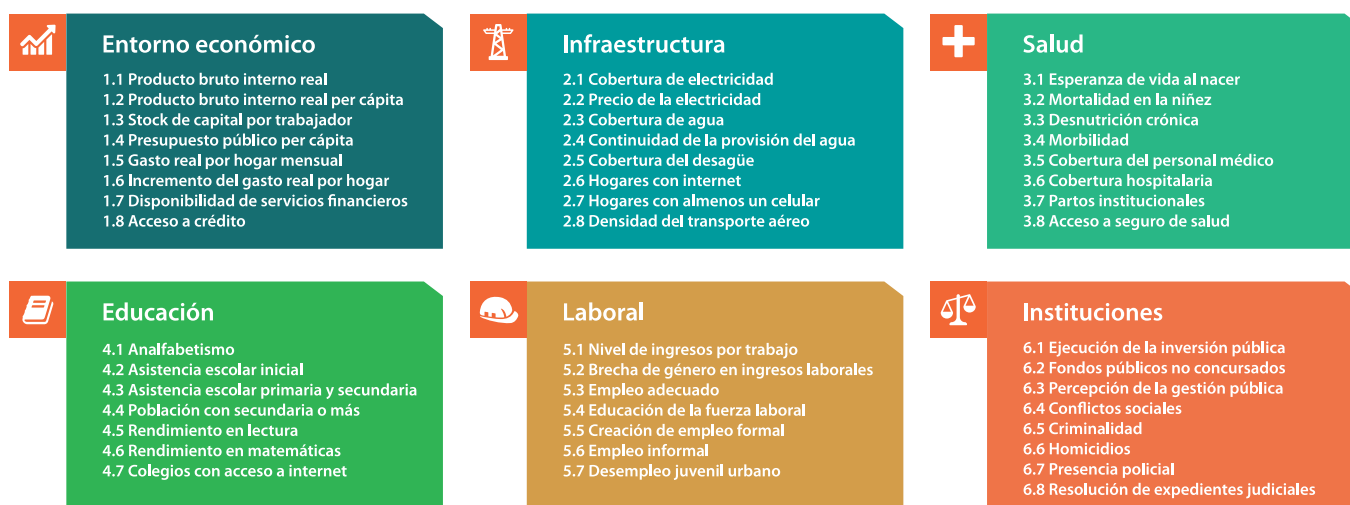 Entorno económico
1.1 Producto bruto interno real
1.2 Producto bruto interno real per cápita
1.3 Stock de capital por trabajador
1.4 Presupuesto público per cápita
1.5 Gasto real por hogar mensual
1.6 Incremento del gasto real por hogar
1.7 Disponibilidad de servicios financieros
1.8 Acceso a crédito
Infraestructura
2.1 Cobertura de electricidad
2.2 Precio de la electricidad
2.3 Cobertura de agua
2.4 Continuidad de la provisión del agua
2.5 Cobertura del desagüe
2.6 Hogares con internet
2.7 Hogares con almenos un celular
2.8 Densidad del transporte aéreo
Salud
3.1 Esperanza de vida al nacer
3.2 Mortalidad en la niñez
3.3 Desnutrición crónica
3.4 Morbilidad
3.5 Cobertura del personal médico
3.6 Cobertura hospitalaria
3.7 Partos institucionales
3.8 Acceso a seguro de salud
Educación
4.1 Analfabetismo
4.2 Asistencia escolar inicial
4.3 Asistencia escolar primaria y secundaria
4.4 Población con secundaria o más
4.5 Rendimiento en lectura
4.6 Rendimiento en matemáticas
4.7 Colegios con acceso a internet
Laboral
5.1 Nivel de ingresos por trabajo
5.2 Brecha de género en ingresos laborales
5.3 Empleo adecuado
5.4 Educación de la fuerza laboral
5.5 Creación de empleo formal
5.6 Empleo informal
5.7 Desempleo juvenil urbano
Instituciones
6.1 Ejecución de la inversión pública
6.2 Fondos públicos no concursados
6.3 Percepción de la gestión pública
6.4 Conflictos sociales
6.5 Criminalidad
6.6 Homicidios
6.7 Presencia policial
6.8 Resolución de expedientes judiciales